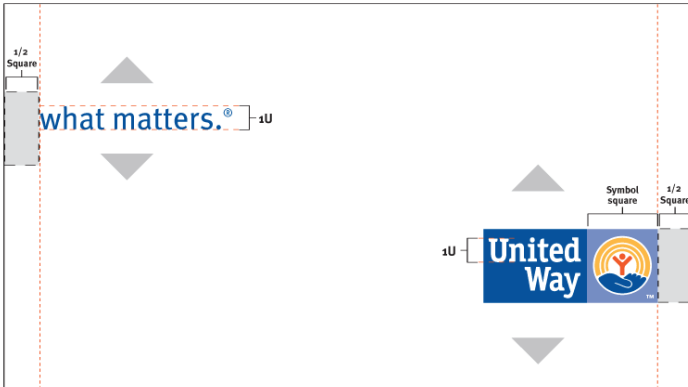 1/2
Square
what matters.®
1U
Symbol
square
1/2
Square
1U
United
Way
™